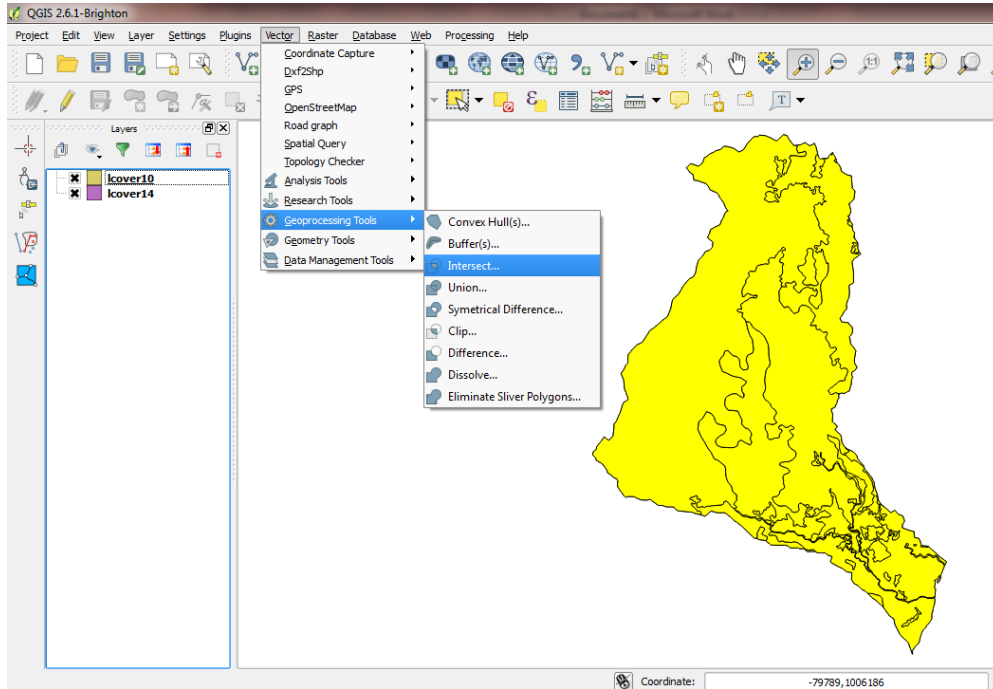 QGIS 2.6.1-Brighton
Project Edit View Layer Settings Plugins Vector Raster Database Web Processing Help
Coordinate Capture
Dxf2Shp
GPS
OpenStreetMap
Road graph
Spatial Query
Topology Checker
Analysis Tools
Research Tools
Geoprocessing Tools
Geometry Tools
Data Management Tools
Convex Hull(s)...
Buffer(s)...
Intersect...
Union...
Symetrical Difference...
Clip...
Difference...
Dissolve...
Eliminate Sliver Polygons...
Layers
lcover10
lcover14
Coordinate: -79789,1006186